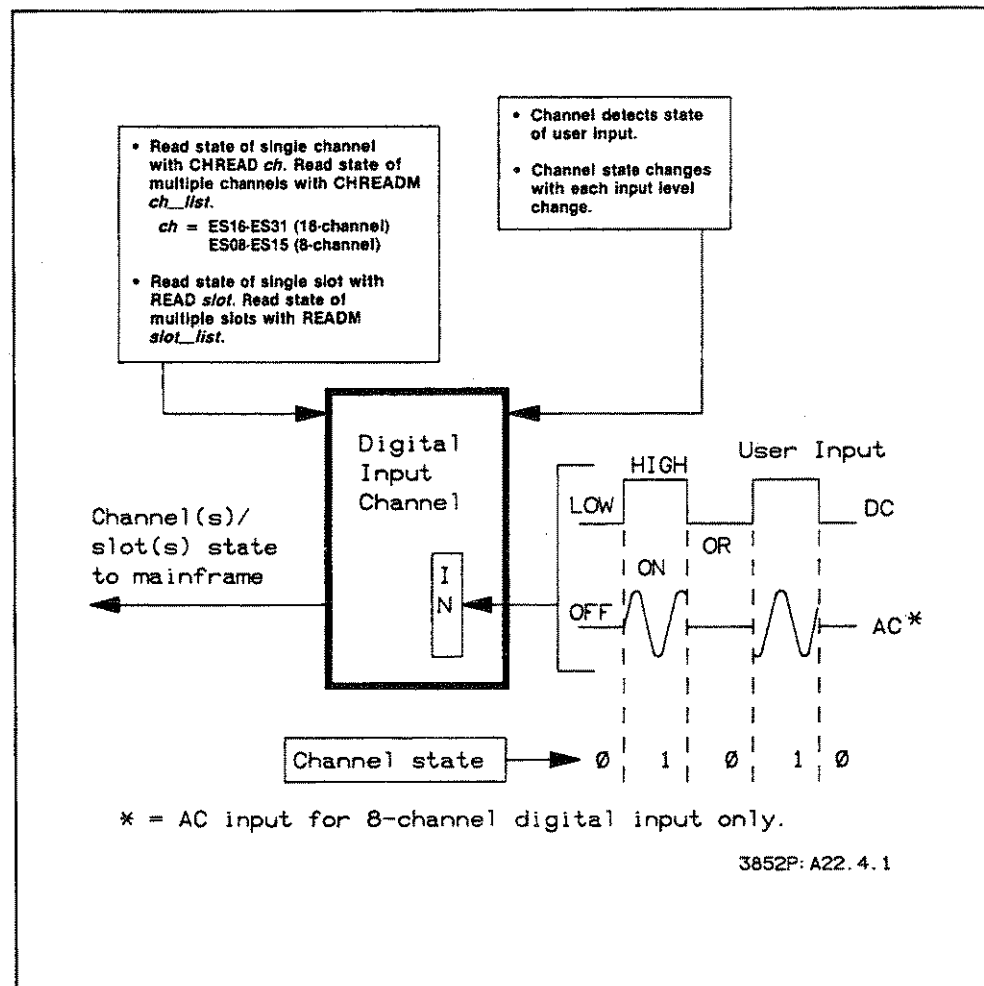 • Read state of single channel
with CHREAD ch. Read state of
multiple channels with CHREADM
ch__list.
ch = ES16-ES31 (16-channel)
ES08-ES15 (8-channel)
• Read state of single slot with
READ slot. Read state of
multiple slots with READM
slot__list.
• Channel detects state
of user input.
• Channel state changes
with each input level
change.
Digital
Input
Channel
IN
Channel(s)/
slot(s) state
to mainframe
User Input
HIGH
LOW
DC
OR
ON
OFF
AC*
Channel state
Ø 1 Ø 1 Ø
* = AC input for 8-channel digital input only.
3852P:A22.4.1